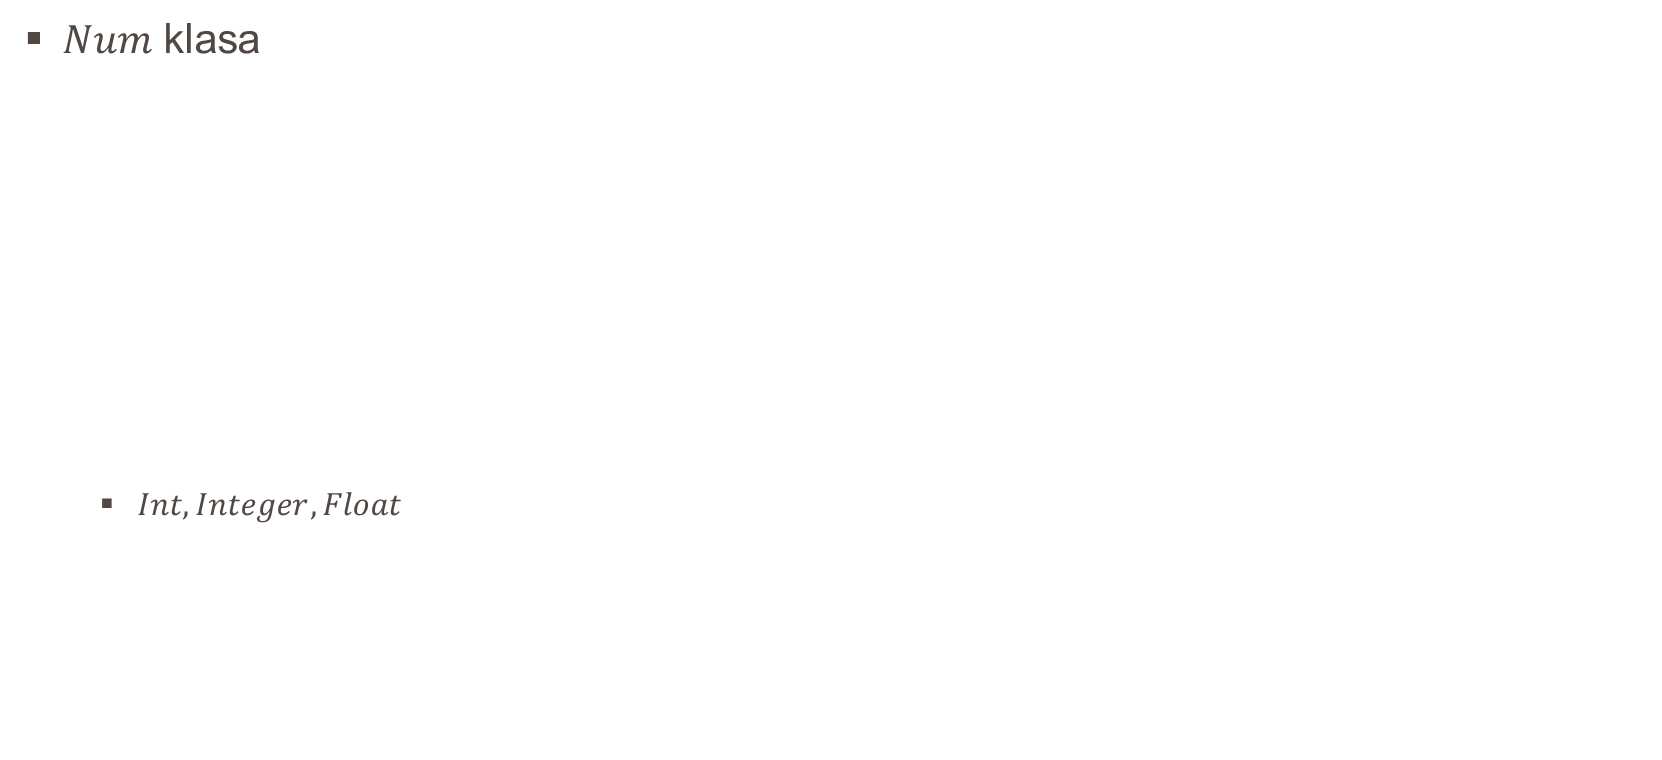 ▪ Num klasa
▪ Int, Integer, Float